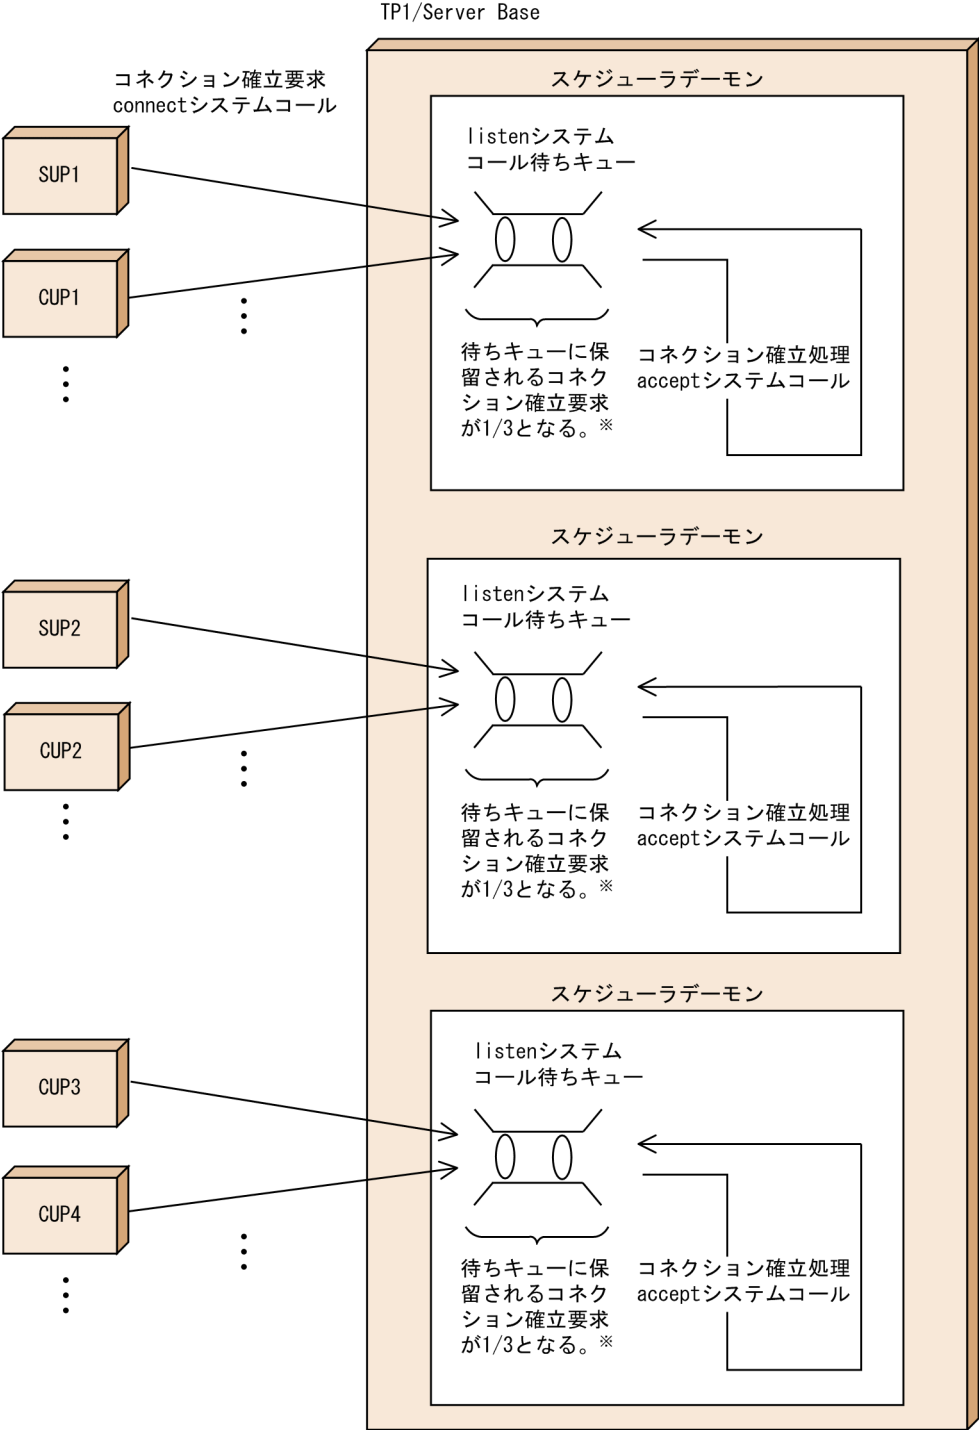 TP1/Server Base
コネクション確立要求
connectシステムコール
スケジューラデーモン
listenシステム
コール待ちキュー
SUP1
CUP1
待ちキューに保
留されるコネク
ション確立要求
が1/3となる。※
コネクション確立処理
acceptシステムコール
スケジューラデーモン
listenシステム
コール待ちキュー
SUP2
CUP2
待ちキューに保
留されるコネク
ション確立要求
が1/3となる。※
コネクション確立処理
acceptシステムコール
スケジューラデーモン
listenシステム
コール待ちキュー
CUP3
CUP4
待ちキューに保
留されるコネク
ション確立要求
が1/3となる。※
コネクション確立処理
acceptシステムコール